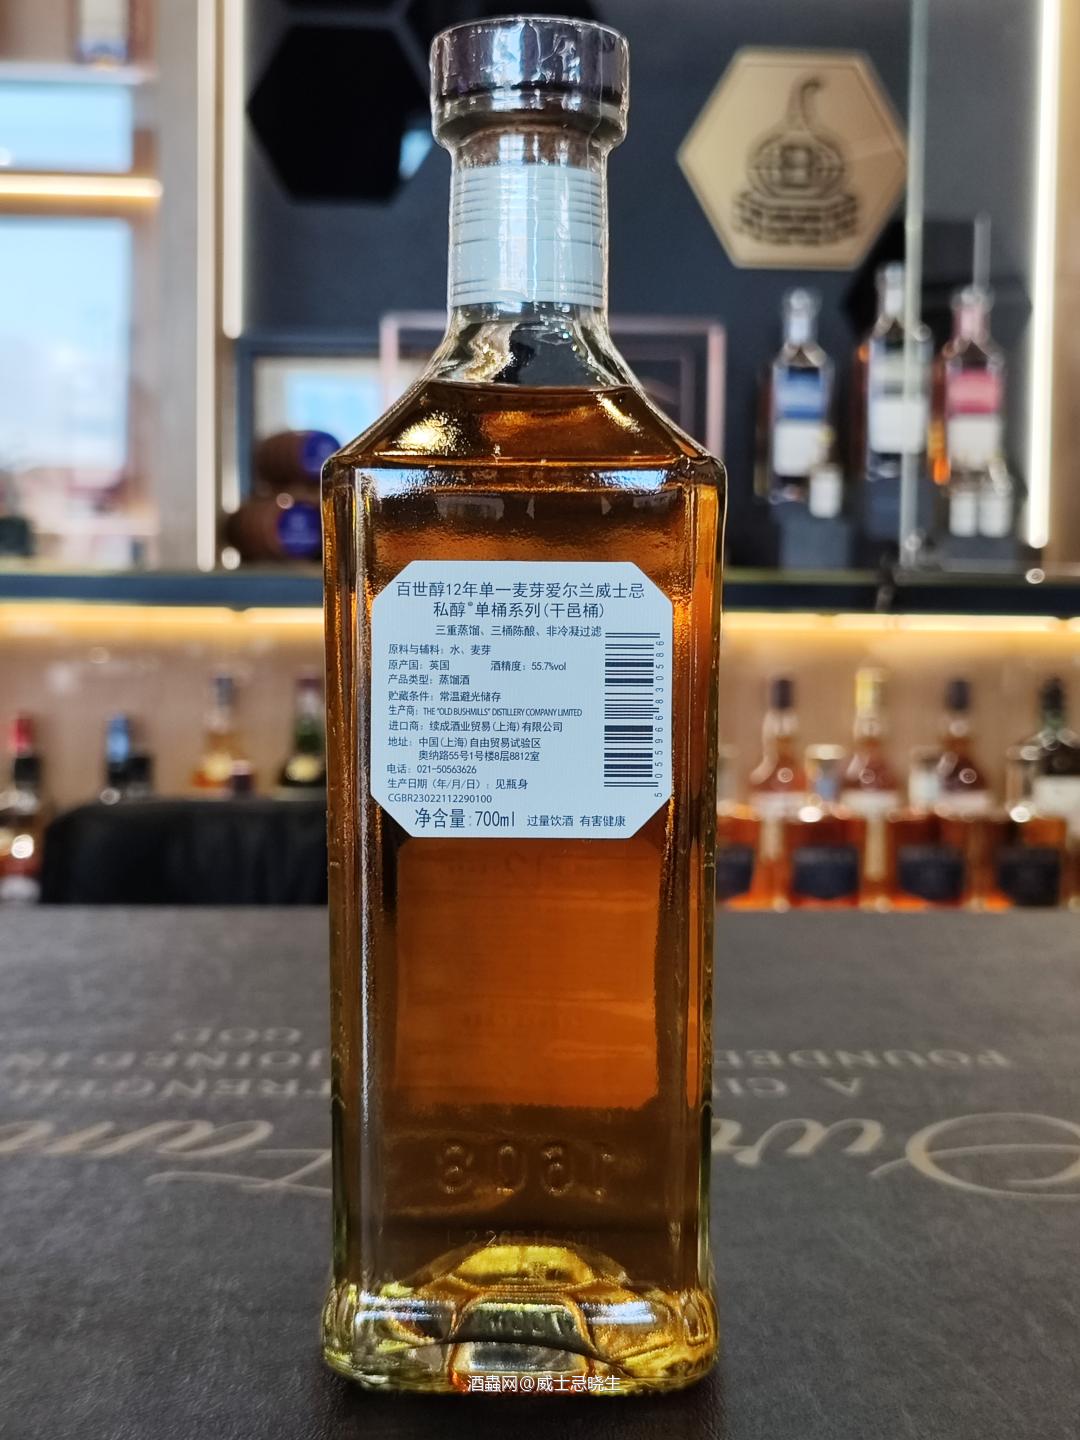 百世醇12年单一麦芽爱尔兰威士忌
私醇®单桶系列(干邑桶)
三重蒸馏、三桶陈酿、非冷凝过滤
原料与辅料：水、麦芽
原产国：英国 酒精度：55.7%vol
产品类型：蒸馏酒
贮藏条件：常温避光储存
生产商：THE "OLD BUSHMILLS" DISTILLERY COMPANY LIMITED
进口商：续成酒业贸易(上海)有限公司
地址：中国(上海)自由贸易试验区
奥纳路55号1号楼8层8812室
电话：021-50563626
生产日期（年/月/日）：见瓶身
CGBR23022112290100
净含量:700ml 过量饮酒 有害健康
5055966830586
1608
GOD
JOINED IN
FOUNDED
A CI
酒蟲网@威士忌晓生